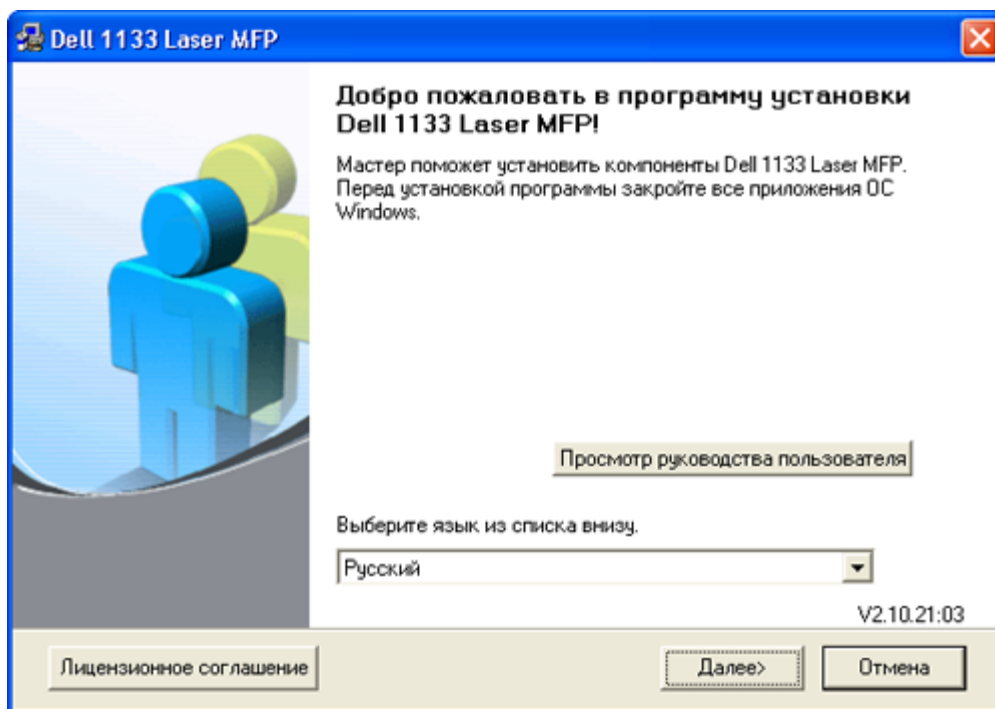 Dell 1133 Laser MFP
Добро пожаловать в программу установки
Dell 1133 Laser MFP!
Мастер поможет установить компоненты Dell 1133 Laser MFP.
Перед установкой программы закройте все приложения ОС
Windows.
Просмотр руководства пользователя
Выберите язык из списка внизу.
Русский
V2.10.21:03
Лицензионное соглашение
Далее>
Отмена